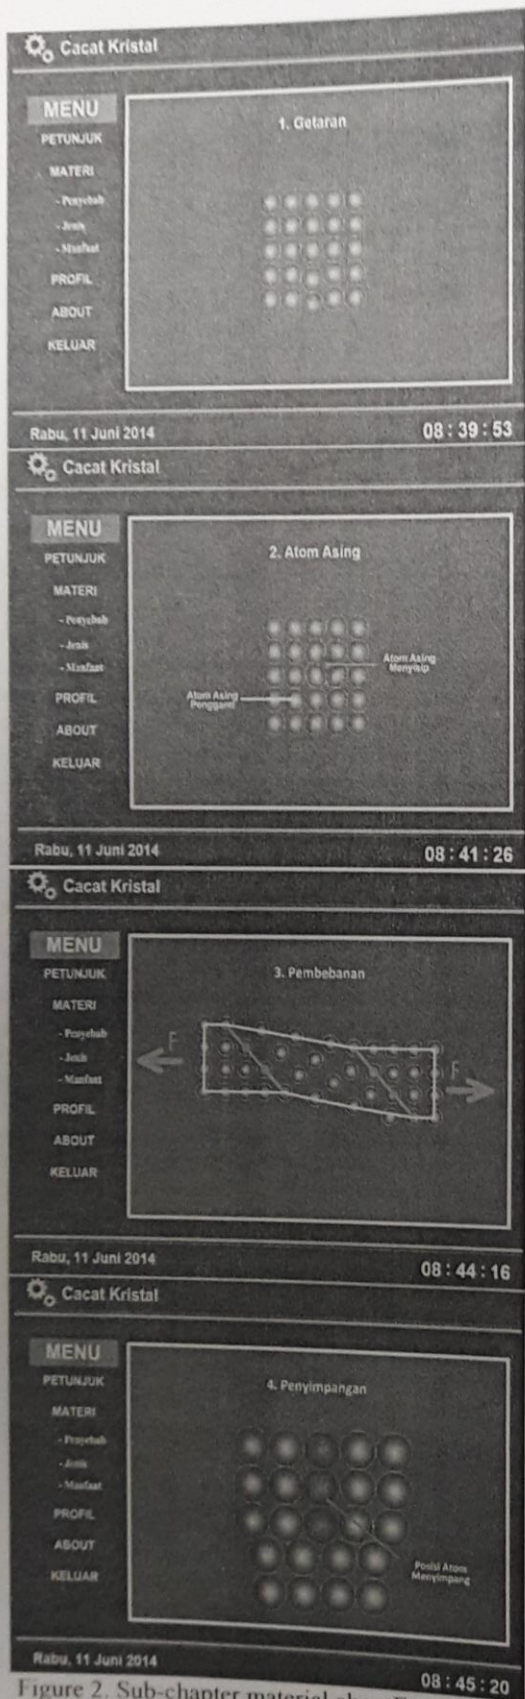 Cacat Kristal
MENU
PETUNJUK
MATERI
- Penyebab
- Jenis
- Manfaat
PROFIL
ABOUT
KELUAR
1. Getaran
Rabu, 11 Juni 2014
08 : 39 : 53
Cacat Kristal
MENU
PETUNJUK
MATERI
- Penyebab
- Jenis
- Manfaat
PROFIL
ABOUT
KELUAR
2. Atom Asing
Atom Asing
Menyisip
Atom Asing
Pengganti
Rabu, 11 Juni 2014
08 : 41 : 26
Cacat Kristal
MENU
PETUNJUK
MATERI
- Penyebab
- Jenis
- Manfaat
PROFIL
ABOUT
KELUAR
3. Pembebanan
F
F
Rabu, 11 Juni 2014
08 : 44 : 16
Cacat Kristal
MENU
PETUNJUK
MATERI
- Penyebab
- Jenis
- Manfaat
PROFIL
ABOUT
KELUAR
4. Penyimpangan
Posisi Atom
Menyimpang
Rabu, 11 Juni 2014
08 : 45 : 20
Figure 2. Sub-chapter material